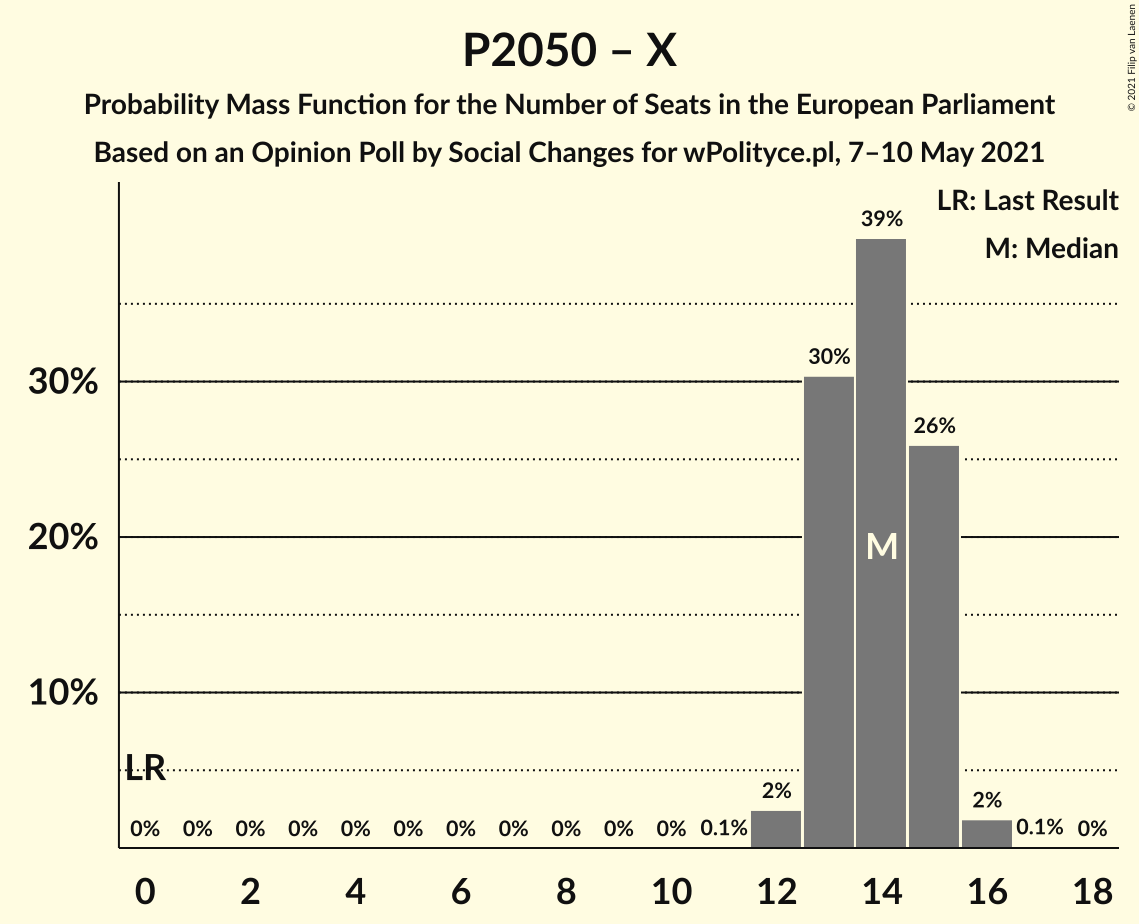 P2050 – X
Probability Mass Function for the Number of Seats in the European Parliament
Based on an Opinion Poll by Social Changes for wPolityce.pl, 7–10 May 2021
© 2021 Filip van Laenen
LR: Last Result
M: Median
39%
30%
26%
30%
20%
10%
M
LR
0% 0% 0% 0% 0% 0% 0% 0% 0% 0% 0% 0.1% 2% 2% 0.1% 0%
0 2 4 6 8 10 12 14 16 18